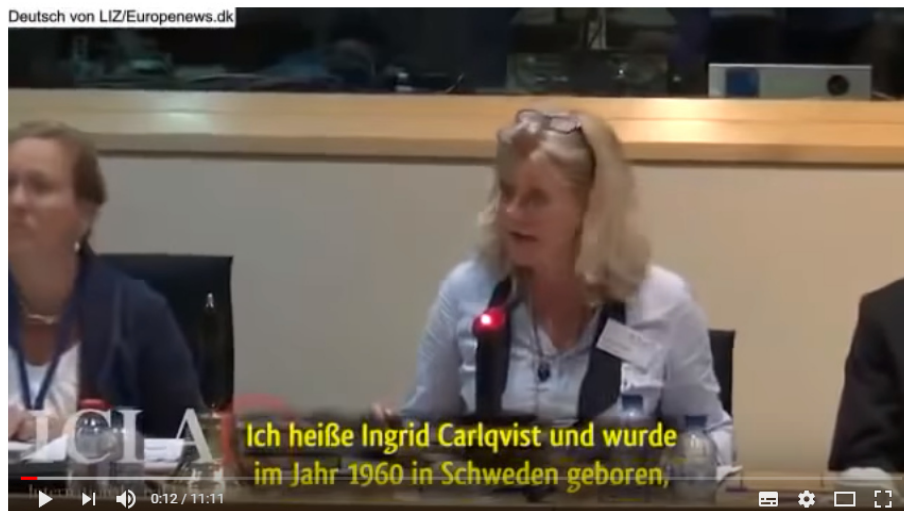 Deutsch von LIZ/Europenews.dk
ICLA
Ich heiße Ingrid Carlqvist und wurde
im Jahr 1960 in Schweden geboren,
0:12 / 11:11